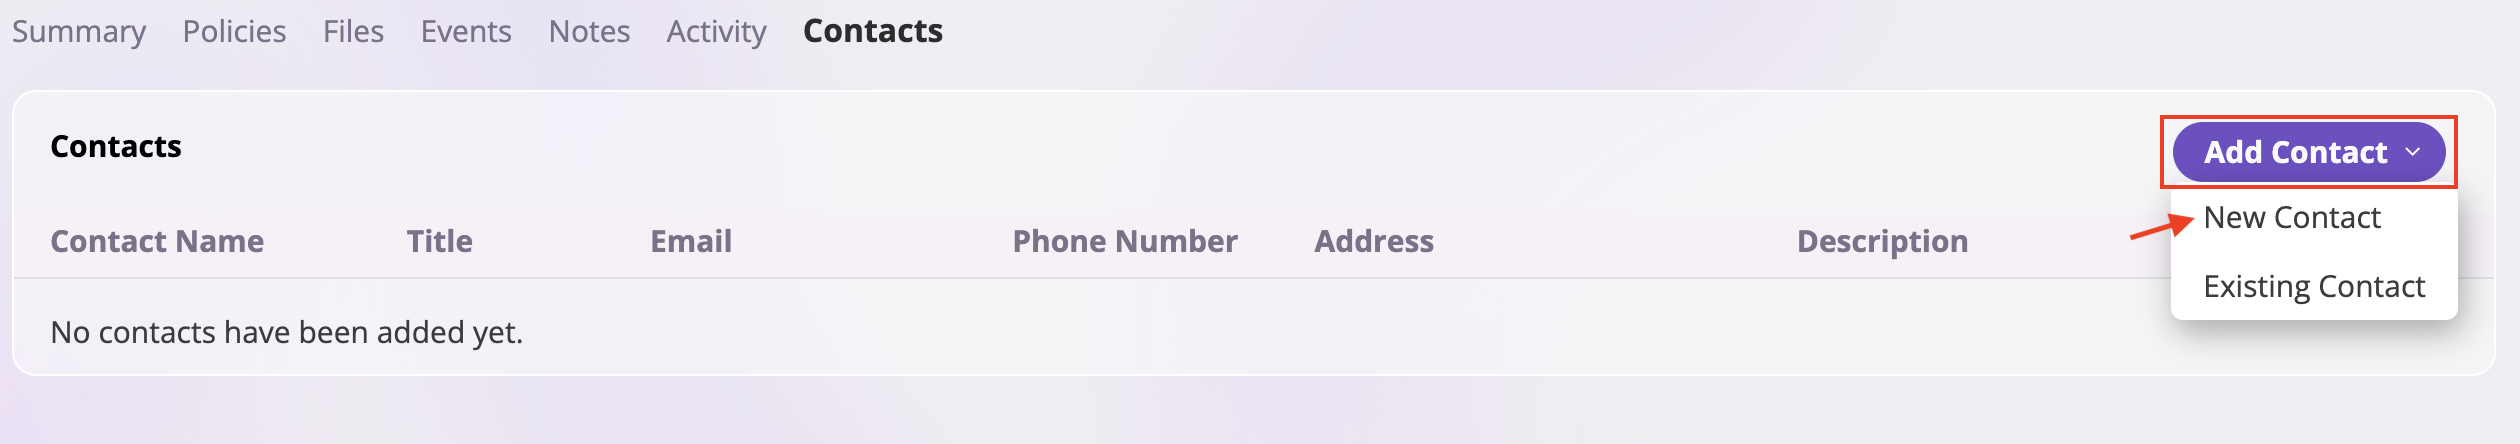 Summary Policies Files Events Notes Activity Contacts
Contacts
Add Contact
New Contact
Existing Contact
Contact Name Title Email Phone Number Address Description
No contacts have been added yet.